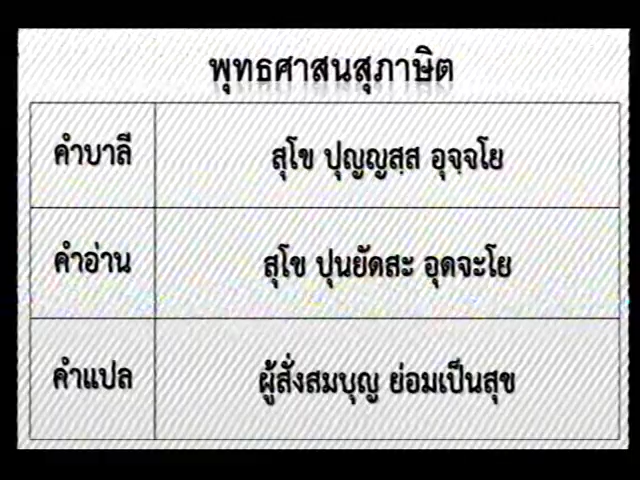 พุทธศาสนสุภาษิต
คำบาลี
สุโข ปุญญสฺส อุจฺจโย
คำอ่าน
สุโข ปุนยัดสะ อุดจะโย
คำแปล
ผู้สั่งสมบุญ ย่อมเป็นสุข